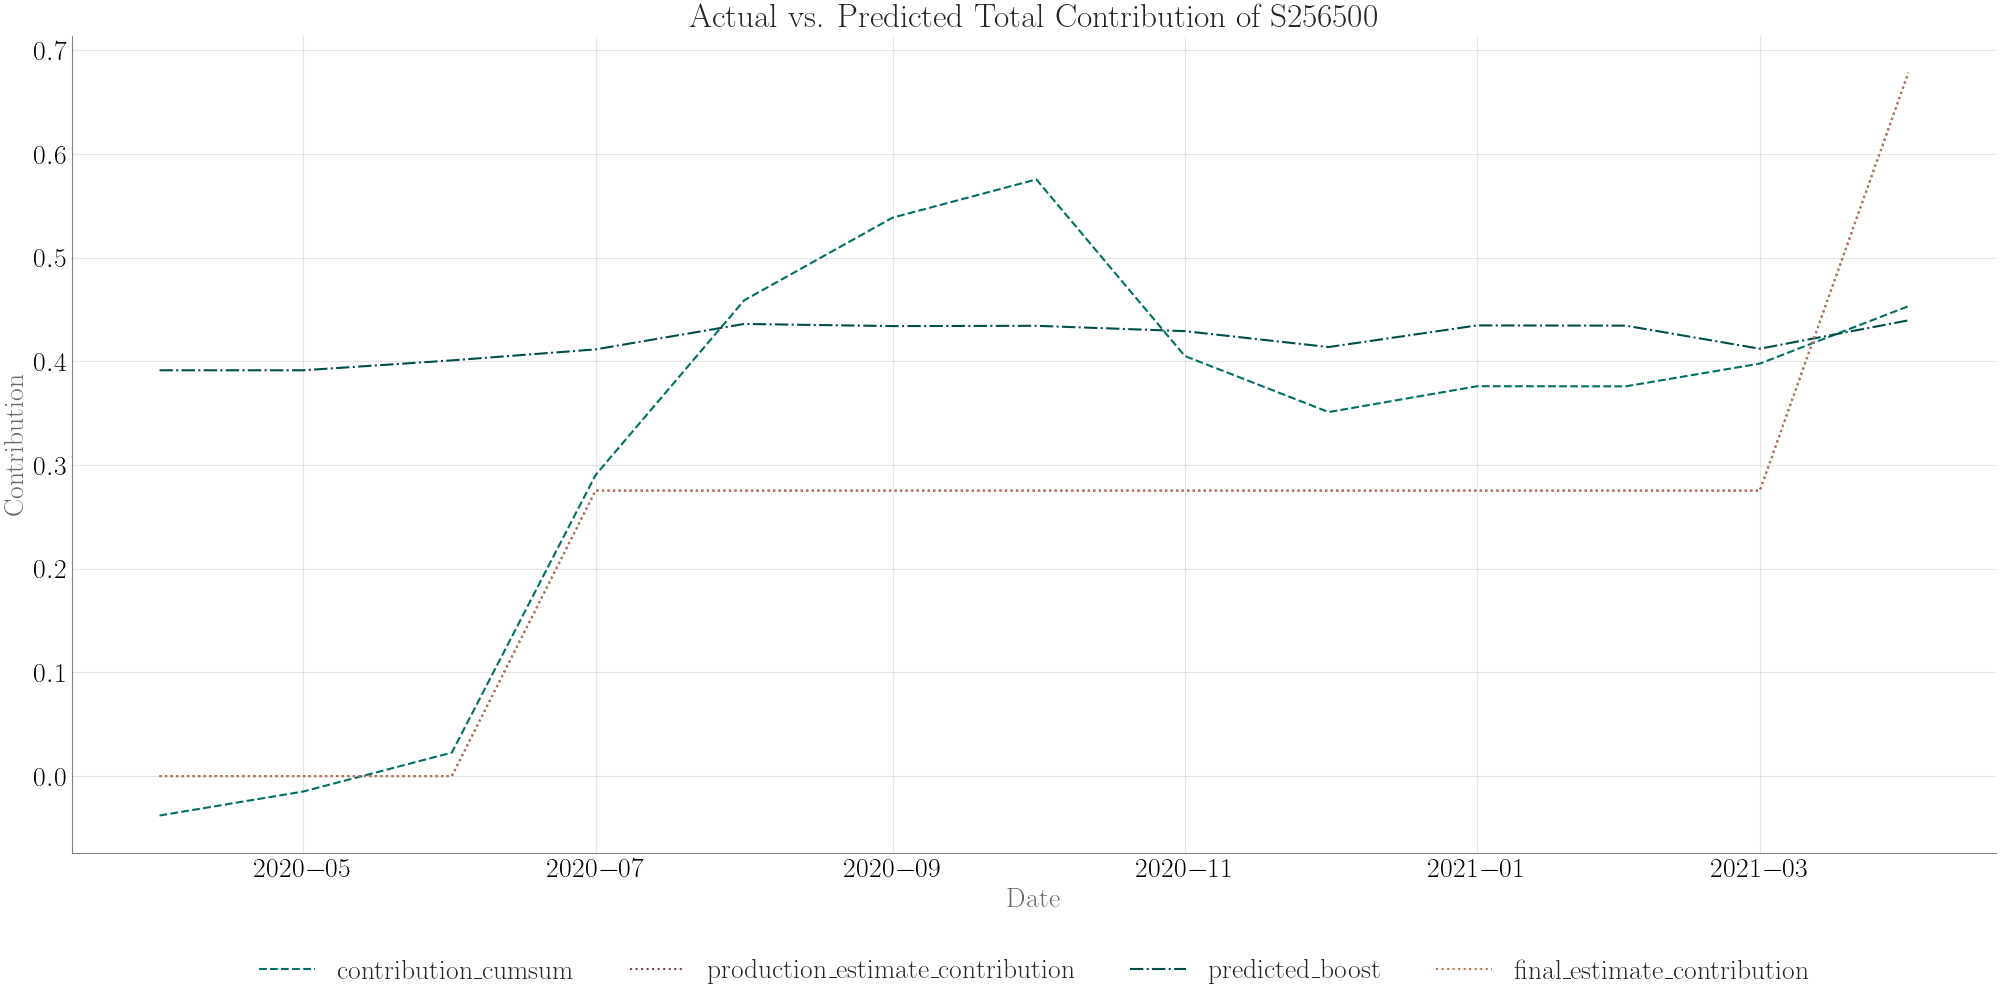 Actual vs. Predicted Total Contribution of S256500
0.7
0.6
0.5
0.4
0.3
0.2
0.1
0.0
Contribution
2020−05 2020−07 2020−09 2020−11 2021−01 2021−03
Date
contribution_cumsum production_estimate_contribution predicted_boost final_estimate_contribution